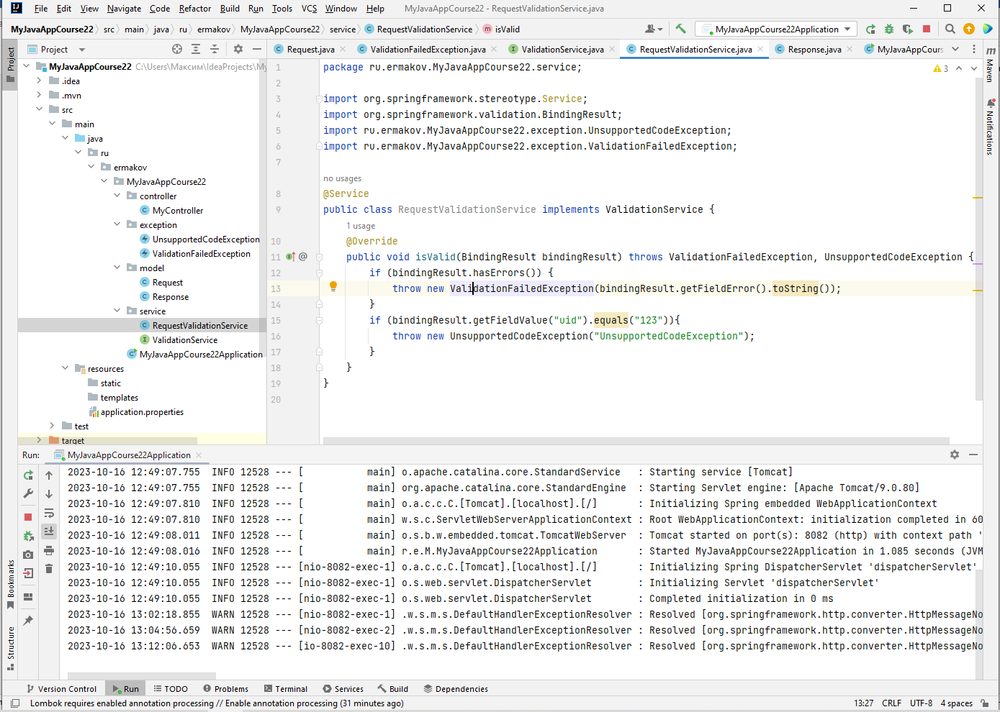 File Edit View Navigate Code Refactor Build Run Tools VCS Window Help MyJavaAppCourse22 - RequestValidationService.java
MyJavaAppCourse22 src main java ru ermakov MyJavaAppCourse22 service RequestValidationService isValid MyJavaAppCourse22Application
Project
Request.java ValidationFailedException.java ValidationService.java RequestValidationService.java Response.java MyJavaAppCours
Project
Maven
Notifications
MyJavaAppCourse22 C:\Users\Максим\IdeaProjects\My
.idea
.mvn
src
main
java
ru
ermakov
MyJavaAppCourse22
controller
MyController
exception
UnsupportedCodeException
ValidationFailedException
model
Request
Response
service
RequestValidationService
ValidationService
MyJavaAppCourse22Application
resources
static
templates
application.properties
test
target
3
1 package ru.ermakov.MyJavaAppCourse22.service;
2
3 import org.springframework.stereotype.Service;
4 import org.springframework.validation.BindingResult;
5 import ru.ermakov.MyJavaAppCourse22.exception.UnsupportedCodeException;
6 import ru.ermakov.MyJavaAppCourse22.exception.ValidationFailedException;
7
no usages
8 @Service
9 public class RequestValidationService implements ValidationService {
1 usage
10 @Override
11 public void isValid(BindingResult bindingResult) throws ValidationFailedException, UnsupportedCodeException {
12 if (bindingResult.hasErrors()) {
13 throw new ValidationFailedException(bindingResult.getFieldError().toString());
14 }
15 if (bindingResult.getFieldValue("uid").equals("123")){
16 throw new UnsupportedCodeException("UnsupportedCodeException");
17 }
18 }
19 }
20
Run: MyJavaAppCourse22Application
2023-10-16 12:49:07.755 INFO 12528 --- [ main] o.apache.catalina.core.StandardService : Starting service [Tomcat]
2023-10-16 12:49:07.755 INFO 12528 --- [ main] org.apache.catalina.core.StandardEngine : Starting Servlet engine: [Apache Tomcat/9.0.80]
2023-10-16 12:49:07.810 INFO 12528 --- [ main] o.a.c.c.C.[Tomcat].[localhost].[/] : Initializing Spring embedded WebApplicationContext
2023-10-16 12:49:07.810 INFO 12528 --- [ main] w.s.c.ServletWebServerApplicationContext : Root WebApplicationContext: initialization completed in 60
2023-10-16 12:49:08.011 INFO 12528 --- [ main] o.s.b.w.embedded.tomcat.TomcatWebServer : Tomcat started on port(s): 8082 (http) with context path '
2023-10-16 12:49:08.016 INFO 12528 --- [ main] r.e.M.MyJavaAppCourse22Application : Started MyJavaAppCourse22Application in 1.085 seconds (JVM
2023-10-16 12:49:10.055 INFO 12528 --- [nio-8082-exec-1] o.a.c.c.C.[Tomcat].[localhost].[/] : Initializing Spring DispatcherServlet 'dispatcherServlet'
2023-10-16 12:49:10.055 INFO 12528 --- [nio-8082-exec-1] o.s.web.servlet.DispatcherServlet : Initializing Servlet 'dispatcherServlet'
2023-10-16 12:49:10.055 INFO 12528 --- [nio-8082-exec-1] o.s.web.servlet.DispatcherServlet : Completed initialization in 0 ms
2023-10-16 13:02:18.855 WARN 12528 --- [nio-8082-exec-1] .w.s.m.s.DefaultHandlerExceptionResolver : Resolved [org.springframework.http.converter.HttpMessageNo
2023-10-16 13:04:56.659 WARN 12528 --- [nio-8082-exec-2] .w.s.m.s.DefaultHandlerExceptionResolver : Resolved [org.springframework.http.converter.HttpMessageNo
2023-10-16 13:12:06.653 WARN 12528 --- [io-8082-exec-10] .w.s.m.s.DefaultHandlerExceptionResolver : Resolved [org.springframework.http.converter.HttpMessageNo
Bookmarks
Structure
Version Control Run TODO Problems Terminal Services Build Dependencies
Lombok requires enabled annotation processing // Enable annotation processing (31 minutes ago) 13:27 CRLF UTF-8 4 spaces